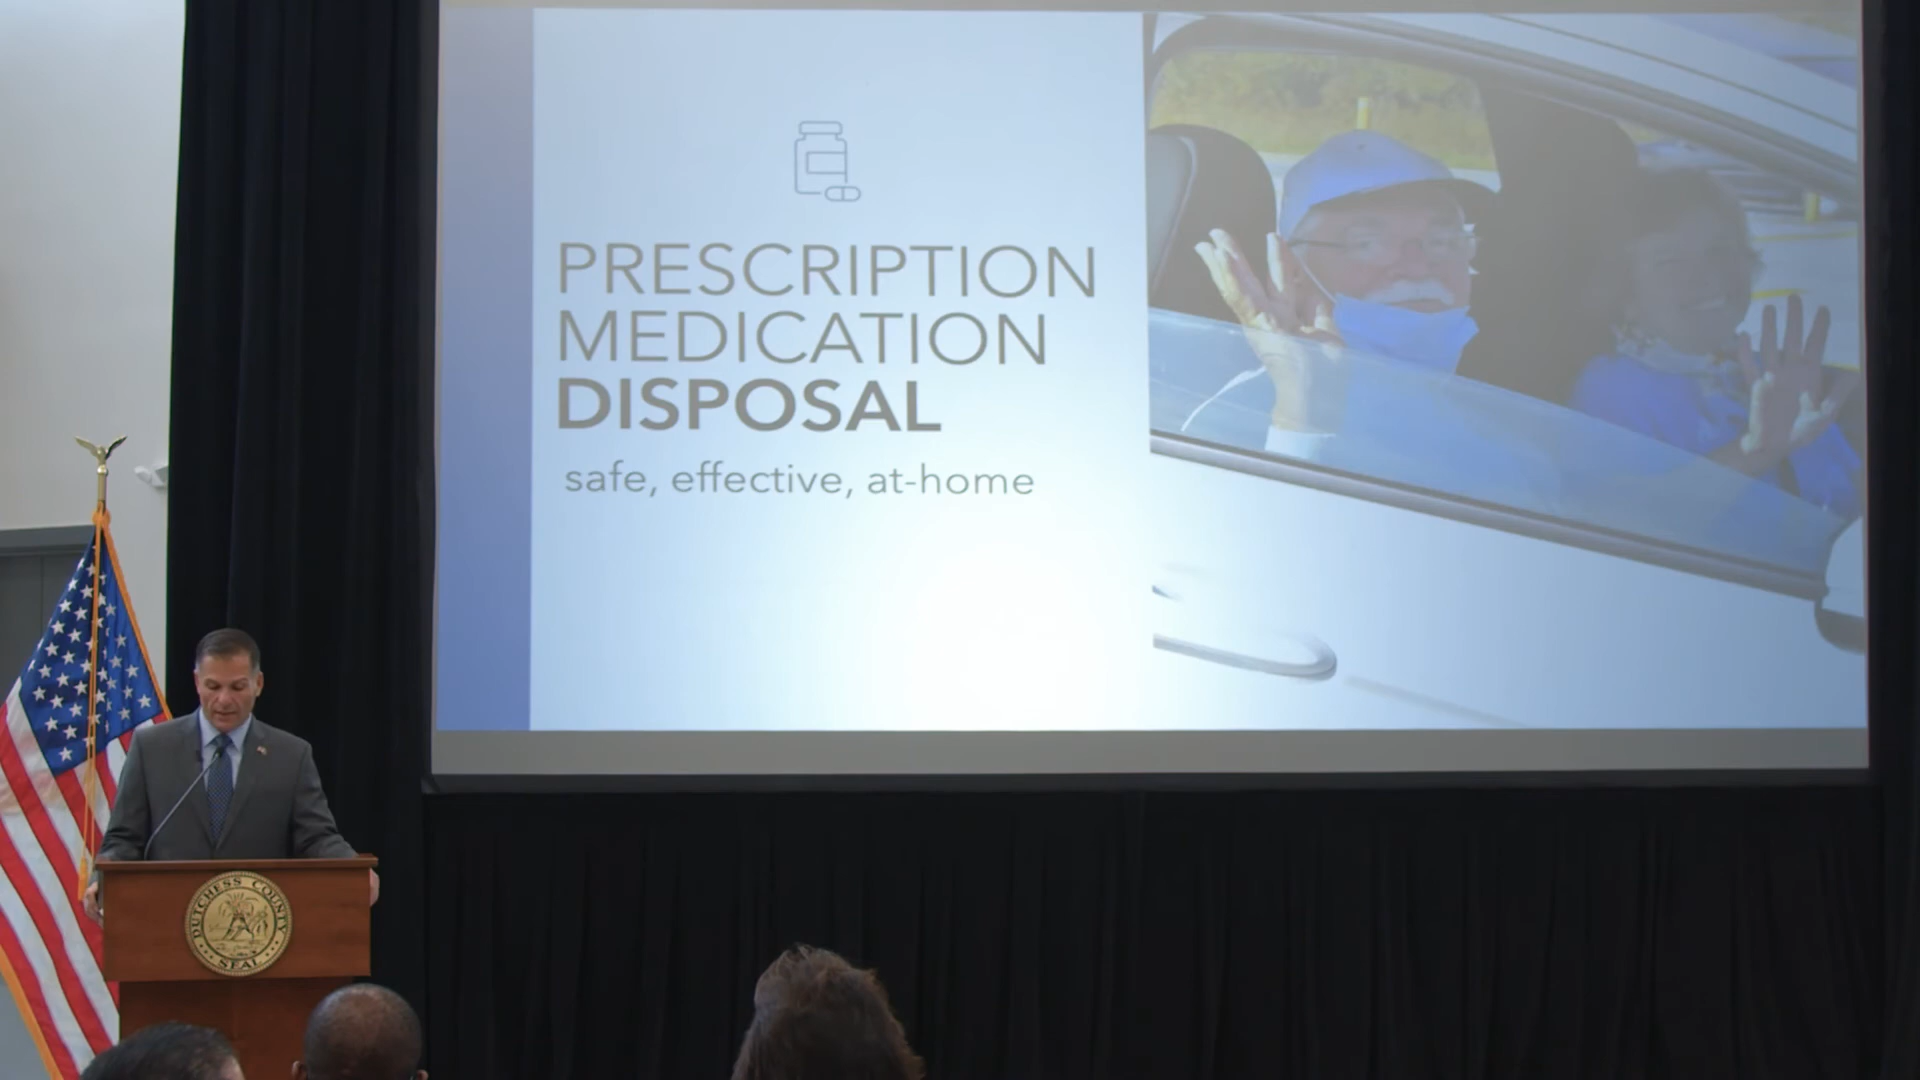 PRESCRIPTION
MEDICATION
DISPOSAL
safe, effective, at-home
DUTCHESS COUNTY
SEAL